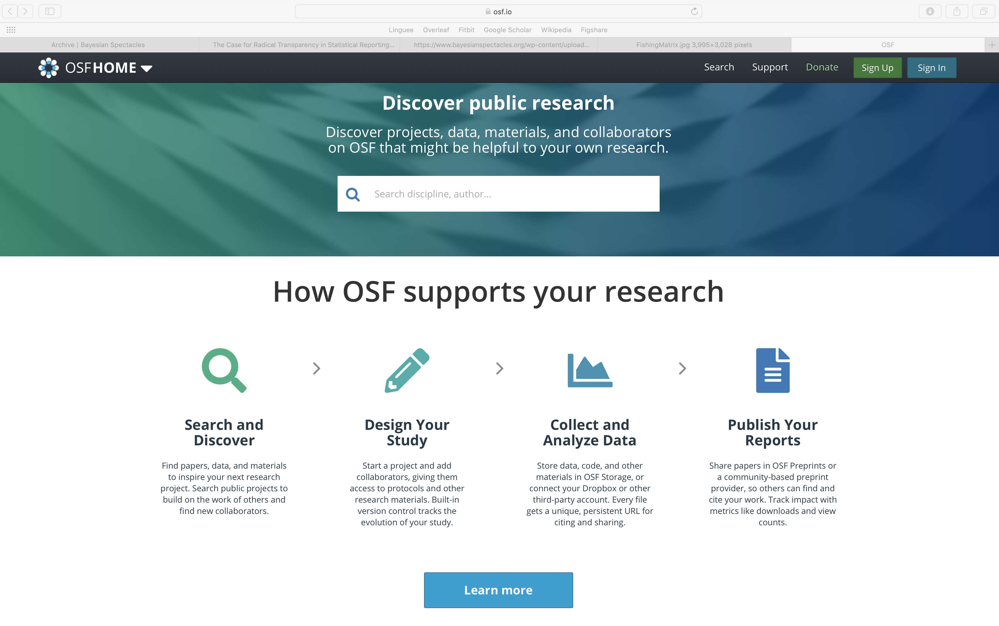 osf.io
Linguee Overleaf Fitbit Google Scholar Wikipedia Figshare
Archive | Bayesian Spectacles
The Case for Radical Transparency in Statistical Reporting...
https://www.bayesianspectacles.org/wp-content/upload...
FishingMatrix.jpg 3,995×3,028 pixels
OSF
OSFHOME
Search Support Donate Sign Up Sign In
Discover public research
Discover projects, data, materials, and collaborators
on OSF that might be helpful to your own research.
Search discipline, author...
How OSF supports your research
Search and
Discover
Find papers, data, and materials
to inspire your next research
project. Search public projects to
build on the work of others and
find new collaborators.
Design Your
Study
Start a project and add
collaborators, giving them
access to protocols and other
research materials. Built-in
version control tracks the
evolution of your study.
Collect and
Analyze Data
Store data, code, and other
materials in OSF Storage, or
connect your Dropbox or other
third-party account. Every file
gets a unique, persistent URL for
citing and sharing.
Publish Your
Reports
Share papers in OSF Preprints or
a community-based preprint
provider, so others can find and
cite your work. Track impact with
metrics like downloads and view
counts.
Learn more